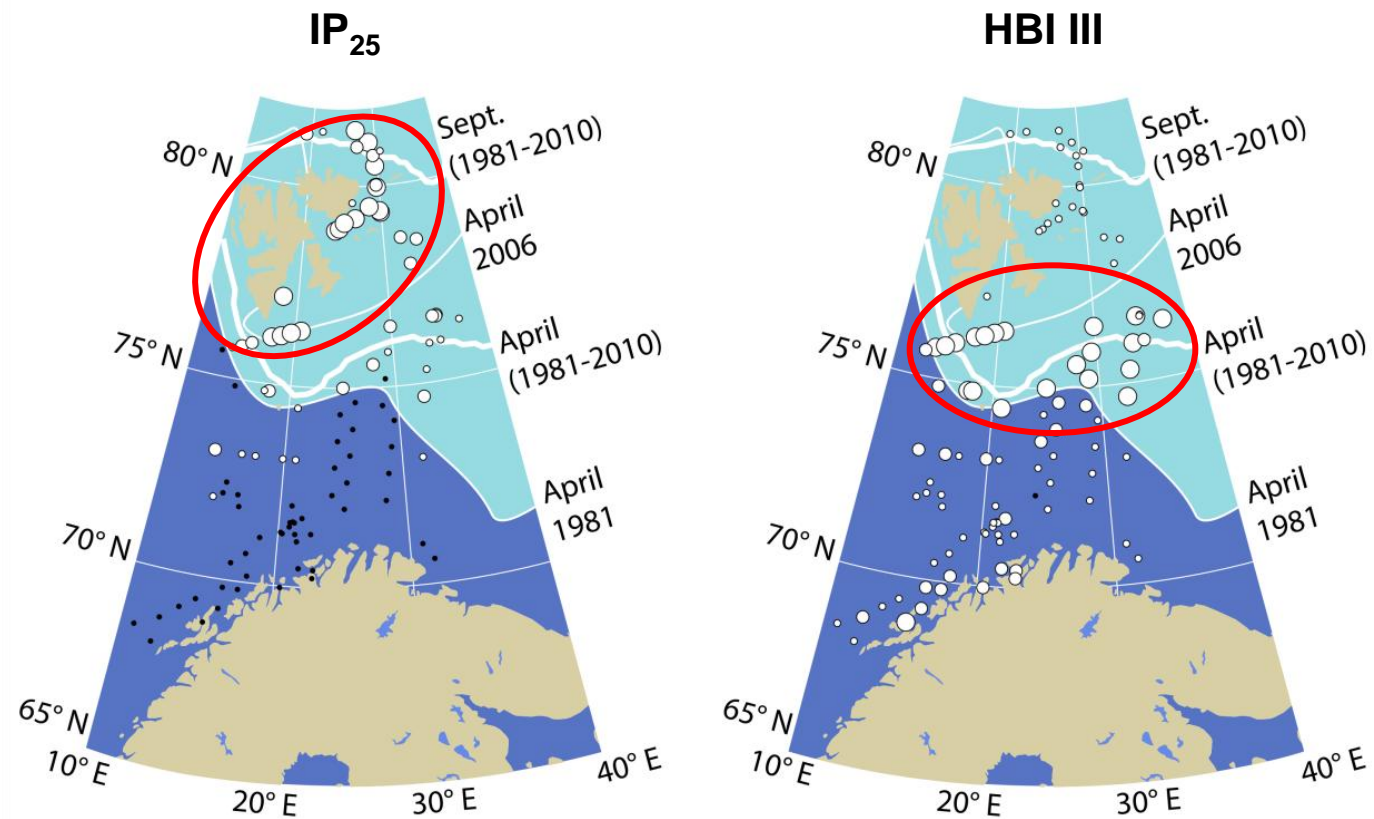 IP25
HBI III
Sept.
(1981-2010)
80° N
April
2006
75° N
April
(1981-2010)
April
1981
70° N
65° N
10° E
20° E
30° E
40° E
Sept.
(1981-2010)
80° N
April
2006
75° N
April
(1981-2010)
April
1981
70° N
65° N
10° E
20° E
30° E
40° E